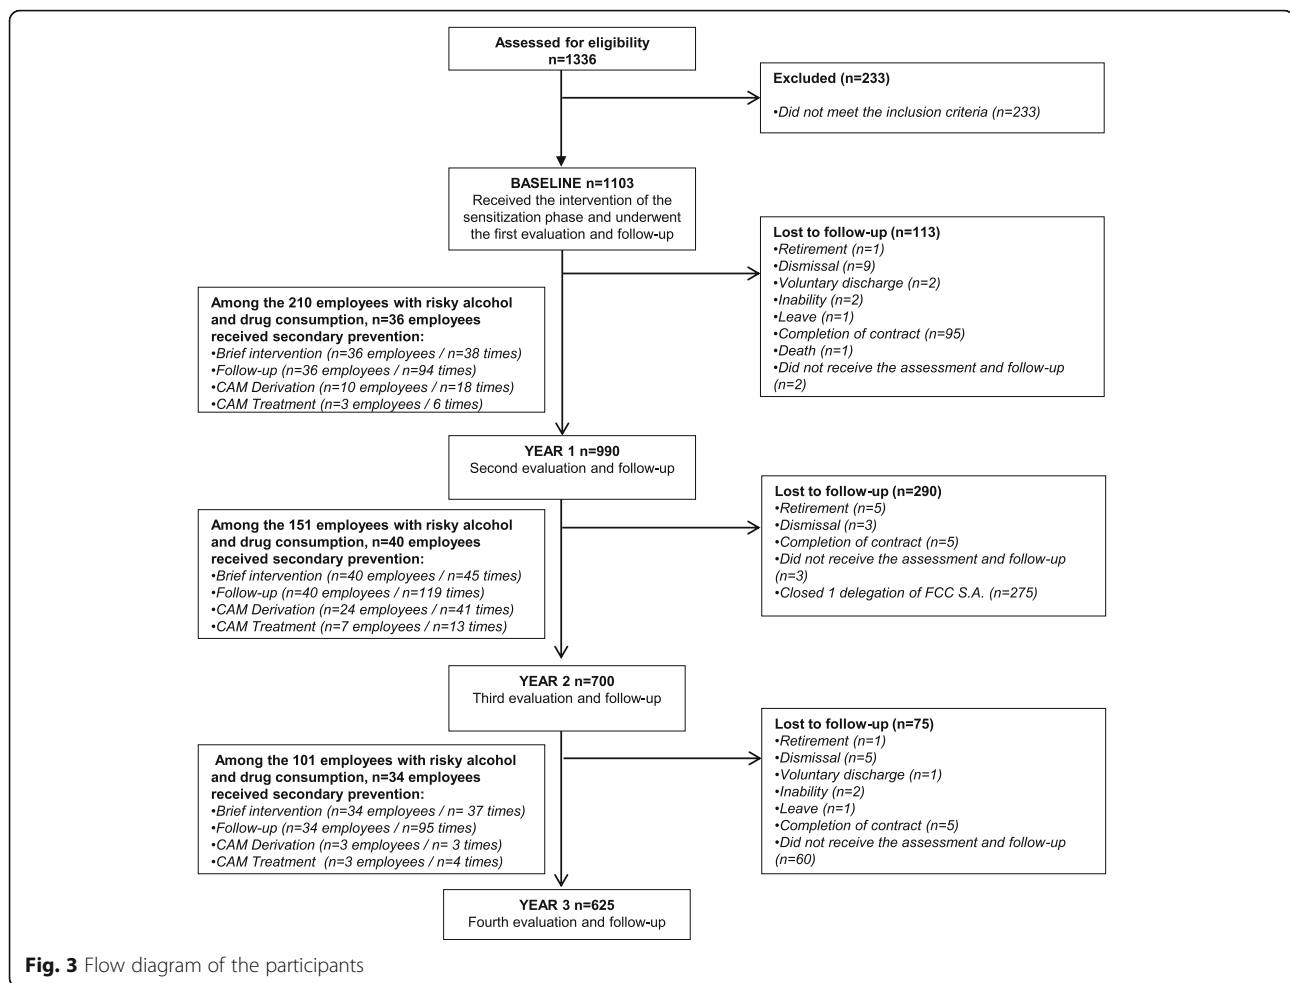 Assessed for eligibility
n=1336
Excluded (n=233)
•Did not meet the inclusion criteria (n=233)
BASELINE n=1103
Received the intervention of the
sensitization phase and underwent
the first evaluation and follow-up
Lost to follow-up (n=113)
•Retirement (n=1)
•Dismissal (n=9)
•Voluntary discharge (n=2)
•Inability (n=2)
•Leave (n=1)
•Completion of contract (n=95)
•Death (n=1)
•Did not receive the assessment and follow-up
(n=2)
Among the 210 employees with risky alcohol
and drug consumption, n=36 employees
received secondary prevention:
•Brief intervention (n=36 employees / n=38 times)
•Follow-up (n=36 employees / n=94 times)
•CAM Derivation (n=10 employees / n=18 times)
•CAM Treatment (n=3 employees / 6 times)
YEAR 1 n=990
Second evaluation and follow-up
Lost to follow-up (n=290)
•Retirement (n=5)
•Dismissal (n=3)
•Completion of contract (n=5)
•Did not receive the assessment and follow-up
(n=3)
•Closed 1 delegation of FCC S.A. (n=275)
Among the 151 employees with risky alcohol
and drug consumption, n=40 employees
received secondary prevention:
•Brief intervention (n=40 employees / n=45 times)
•Follow-up (n=40 employees / n=119 times)
•CAM Derivation (n=24 employees / n=41 times)
•CAM Treatment (n=7 employees / n=13 times)
YEAR 2 n=700
Third evaluation and follow-up
Lost to follow-up (n=75)
•Retirement (n=1)
•Dismissal (n=5)
•Voluntary discharge (n=1)
•Inability (n=2)
•Leave (n=1)
•Completion of contract (n=5)
•Did not receive the assessment and follow-up
(n=60)
Among the 101 employees with risky alcohol
and drug consumption, n=34 employees
received secondary prevention:
•Brief intervention (n=34 employees / n= 37 times)
•Follow-up (n=34 employees / n=95 times)
•CAM Derivation (n=3 employees / n= 3 times)
•CAM Treatment (n=3 employees / n=4 times)
YEAR 3 n=625
Fourth evaluation and follow-up
Fig. 3 Flow diagram of the participants